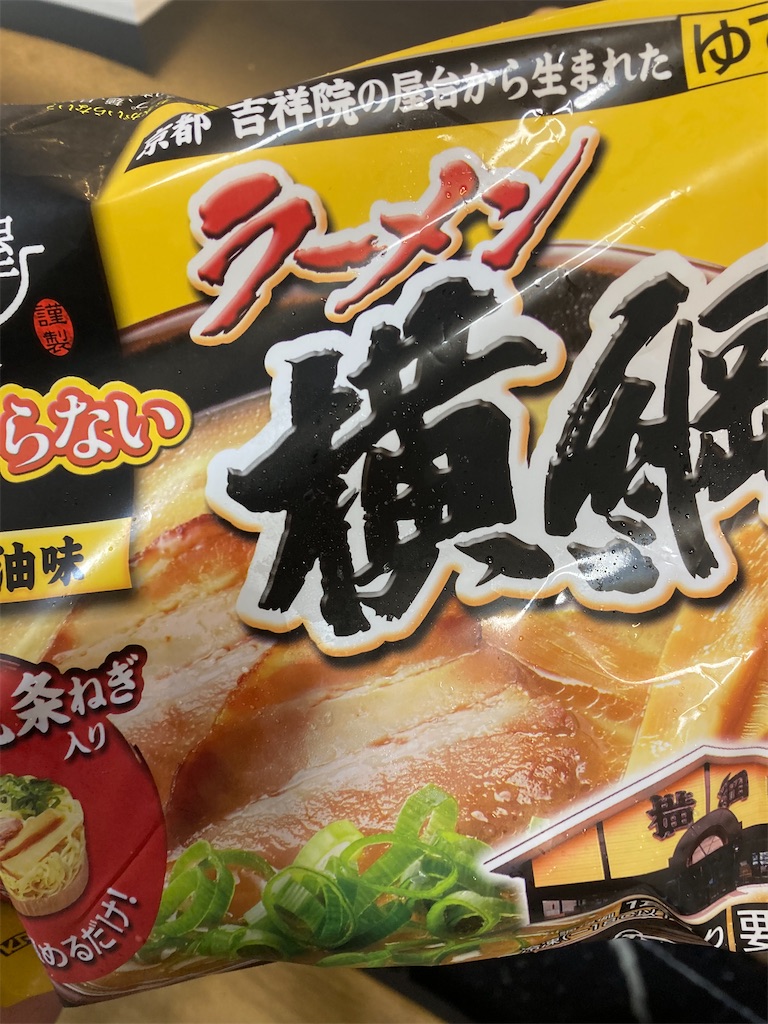 京都 吉祥院の屋台から生まれた
ゆで
ラーメン
横綱
謹製
らない
油味
条ねぎ
入り
めるだけ!
横綱
要